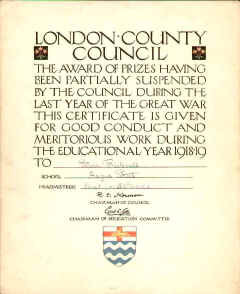 LONDON·COUNTY
COUNCIL
THE AWARD OF PRIZES HAVING
BEEN PARTIALLY SUSPENDED
BY THE COUNCIL DURING THE
LAST YEAR OF THE GREAT WAR
THIS CERTIFICATE IS GIVEN
FOR GOOD CONDUCT AND
MERITORIOUS WORK DURING
THE EDUCATIONAL YEAR 1918-19
TO
SCHOOL
HEADMISTRESS
CHAIRMAN OF COUNCIL
CHAIRMAN OF EDUCATION COMMITTEE